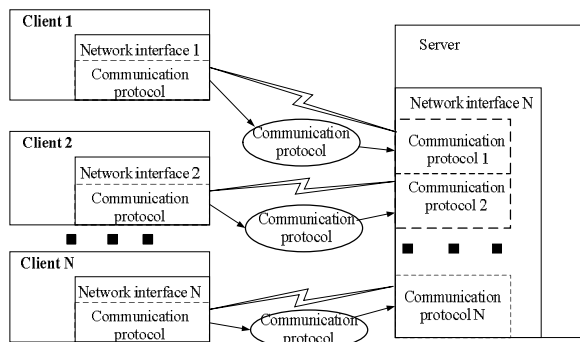 Client 1
Network interface 1
Communication
protocol
Communication
protocol
Client 2
Network interface 2
Communication
protocol
Communication
protocol
Client N
Network interface N
Communication
protocol
Communication
protocol
Server
Network interface N
Communication
protocol 1
Communication
protocol 2
Communication
protocol N